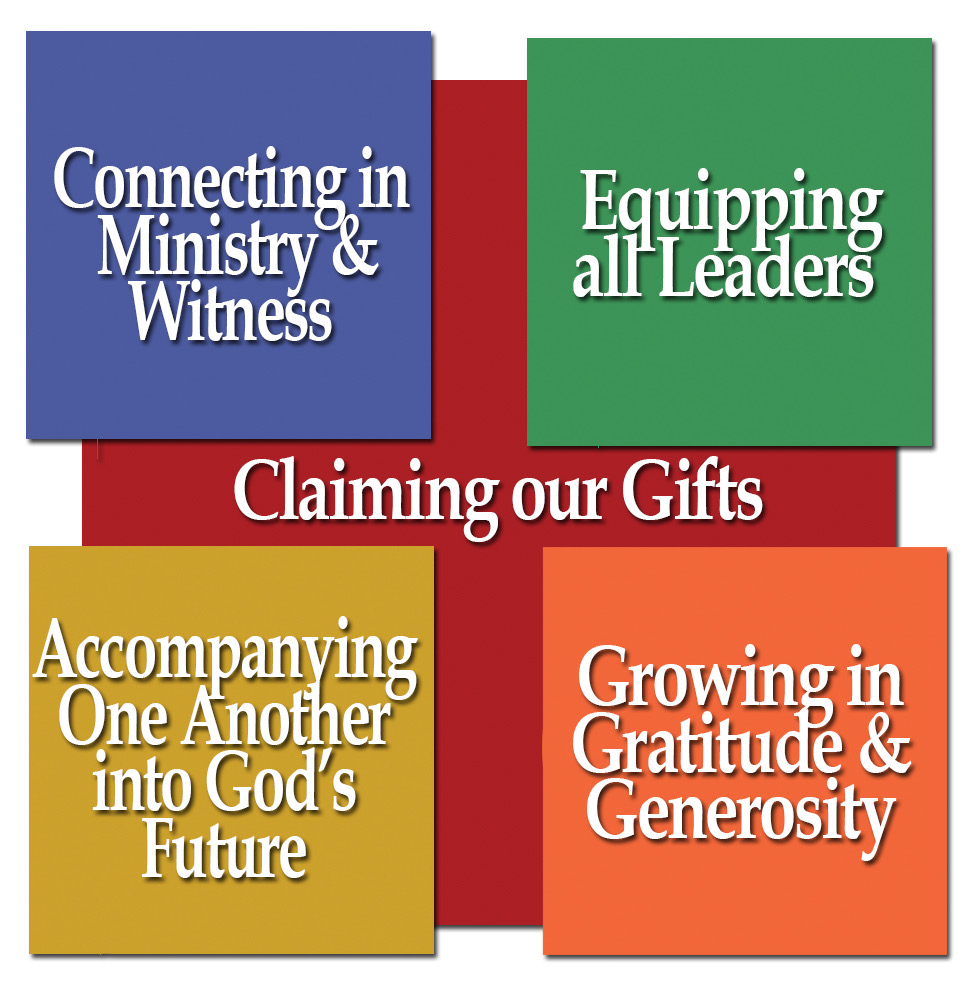 Connecting in
Ministry &
Witness
Equipping
all Leaders
Claiming our Gifts
Accompanying
One Another
into God's
Future
Growing in
Gratitude &
Generosity